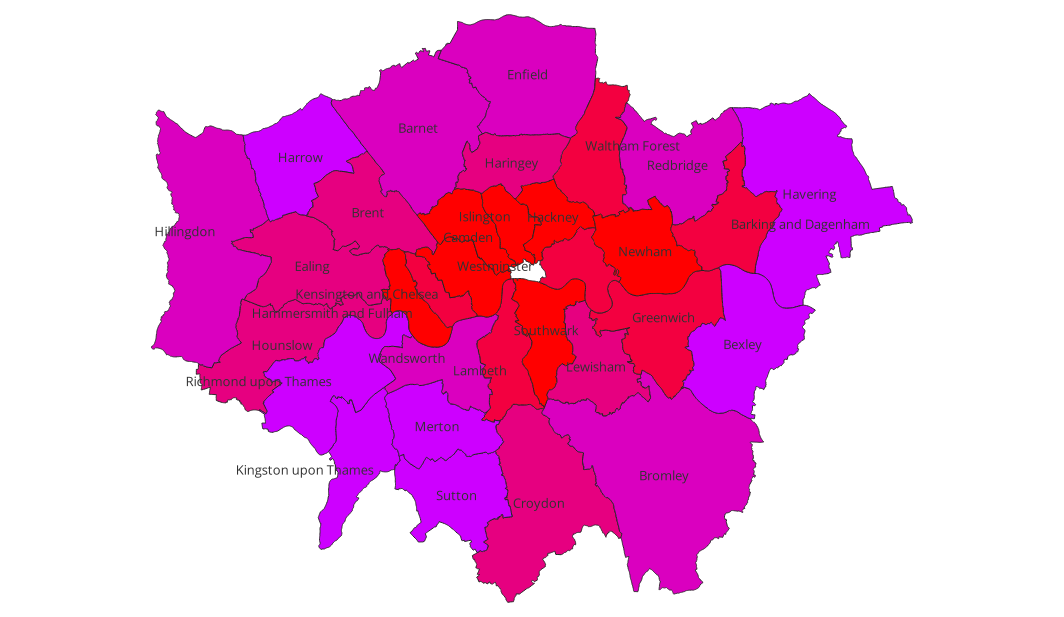 Enfield
Barnet
Waltham Forest
Harrow
Haringey
Redbridge
Havering
Brent
Islington
Hackney
Barking and Dagenham
Hillingdon
Camden
Newham
Ealing
Westminster
Kensington and Chelsea
Hammersmith and Fulham
Greenwich
Southwark
Hounslow
Bexley
Wandsworth
Lambeth
Lewisham
Richmond upon Thames
Merton
Kingston upon Thames
Bromley
Sutton
Croydon